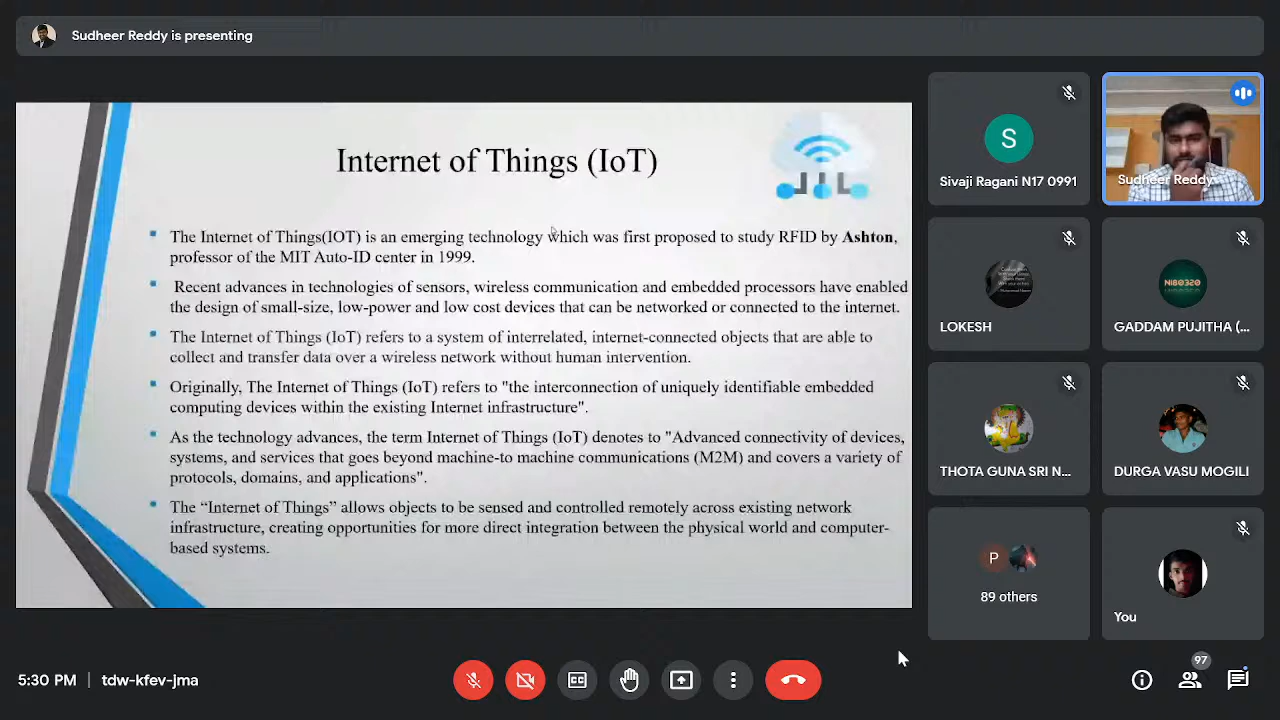 Sudheer Reddy is presenting
Internet of Things (IoT)
The Internet of Things(IOT) is an emerging technology which was first proposed to study RFID by Ashton,
professor of the MIT Auto-ID center in 1999.
Recent advances in technologies of sensors, wireless communication and embedded processors have enabled
the design of small-size, low-power and low cost devices that can be networked or connected to the internet.
The Internet of Things (IoT) refers to a system of interrelated, internet-connected objects that are able to
collect and transfer data over a wireless network without human intervention.
Originally, The Internet of Things (IoT) refers to "the interconnection of uniquely identifiable embedded
computing devices within the existing Internet infrastructure".
As the technology advances, the term Internet of Things (IoT) denotes to "Advanced connectivity of devices,
systems, and services that goes beyond machine-to machine communications (M2M) and covers a variety of
protocols, domains, and applications".
The “Internet of Things” allows objects to be sensed and controlled remotely across existing network
infrastructure, creating opportunities for more direct integration between the physical world and computer-
based systems.
S
Sivaji Ragani N17 0991
Sudheer Reddy
LOKESH
N180320
GADDAM PUJITHA (...
THOTA GUNA SRI N...
DURGA VASU MOGILI
P
89 others
You
5:30 PM | tdw-kfev-jma
CC
97